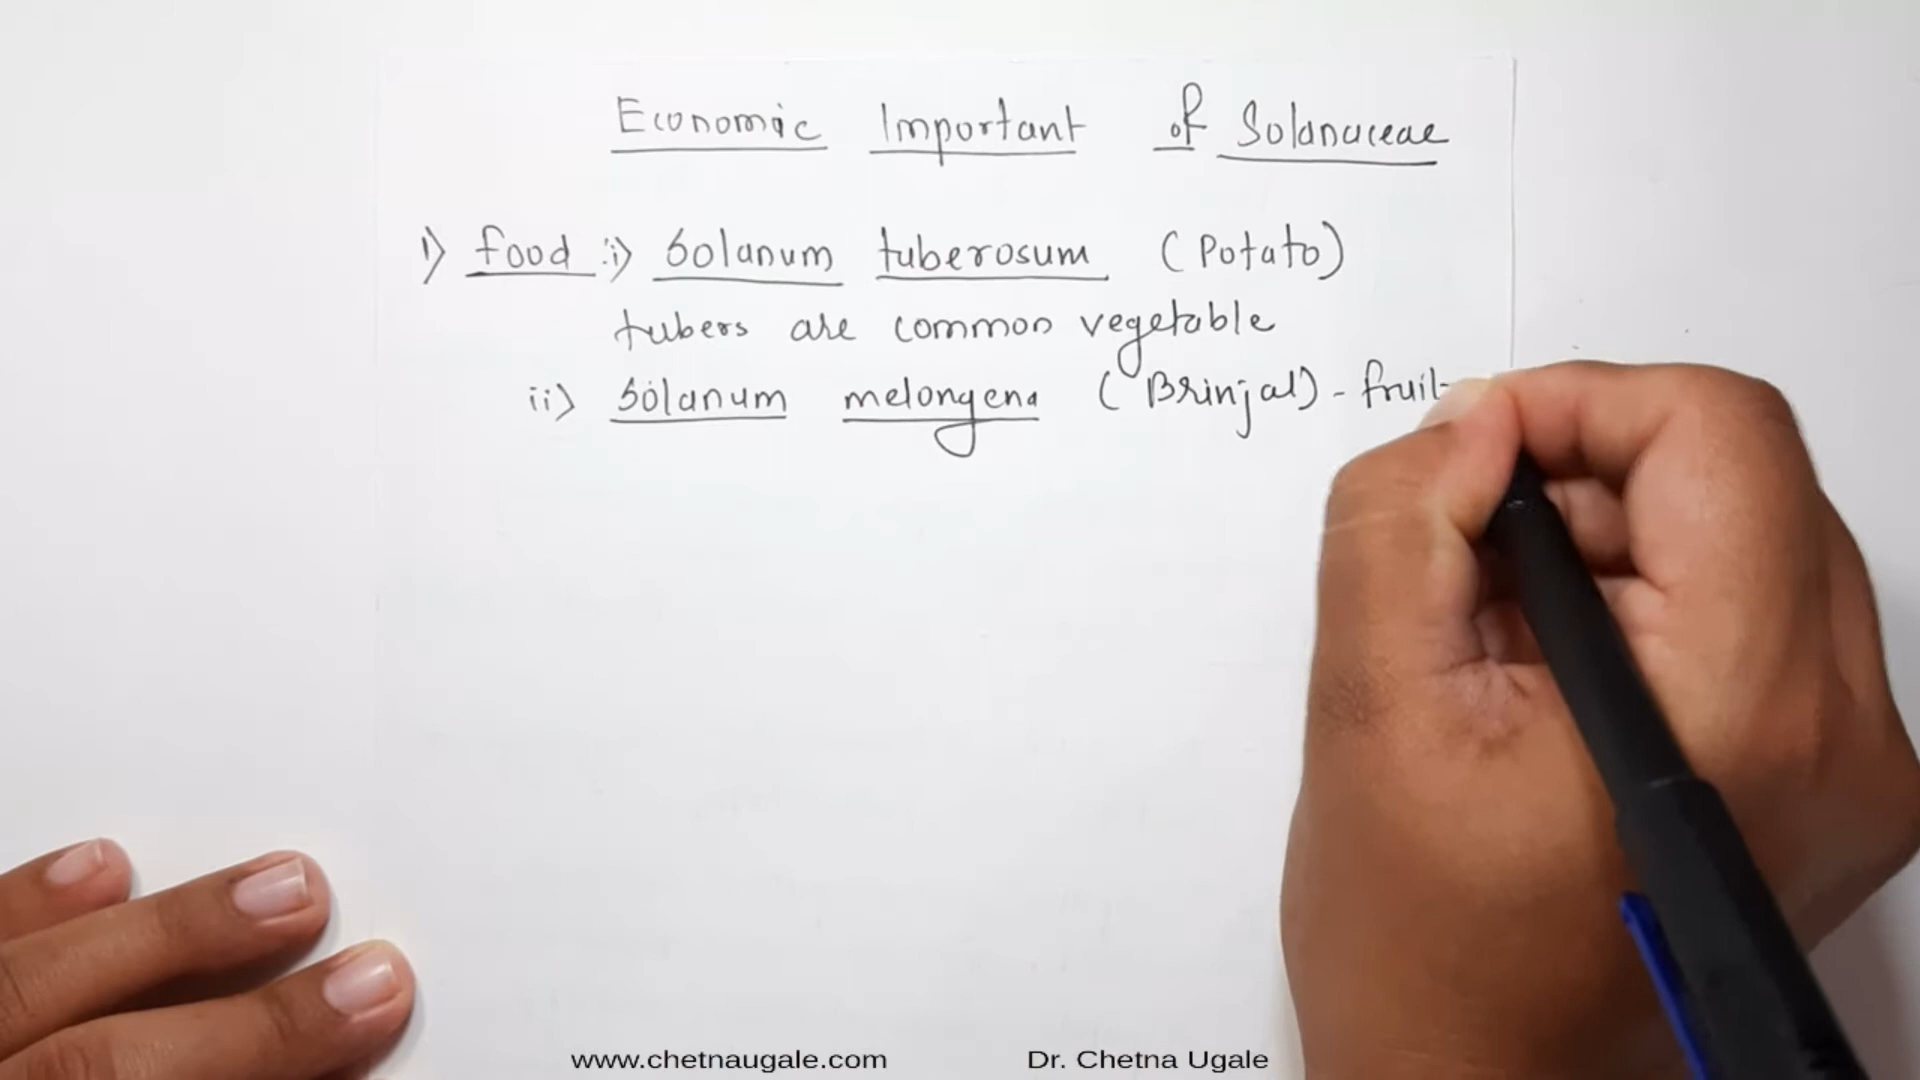 Economic Important of Solanaceae
1) food :i) Solanum tuberosum (Potato)
tubers are common vegetable
ii) Solanum melongena (Brinjal) - fruit
www.chetnaugale.com Dr. Chetna Ugale